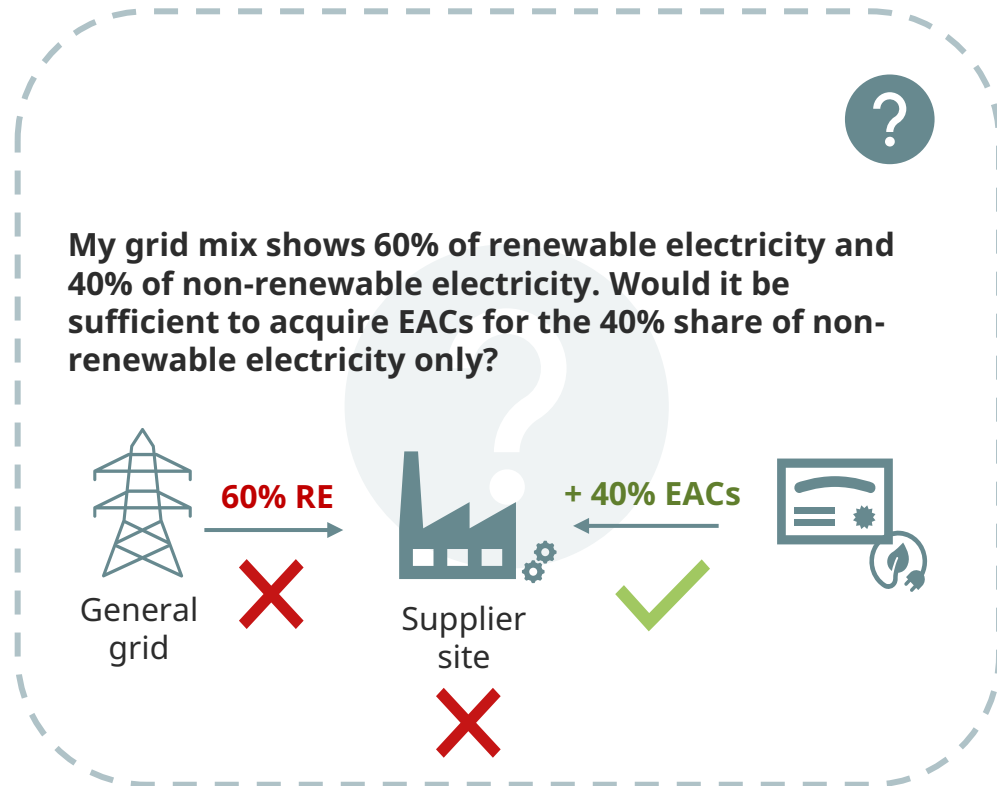 ?
My grid mix shows 60% of renewable electricity and
40% of non-renewable electricity. Would it be
sufficient to acquire EACs for the 40% share of non-
renewable electricity only?
60% RE
+ 40% EACs
General
grid
Supplier
site